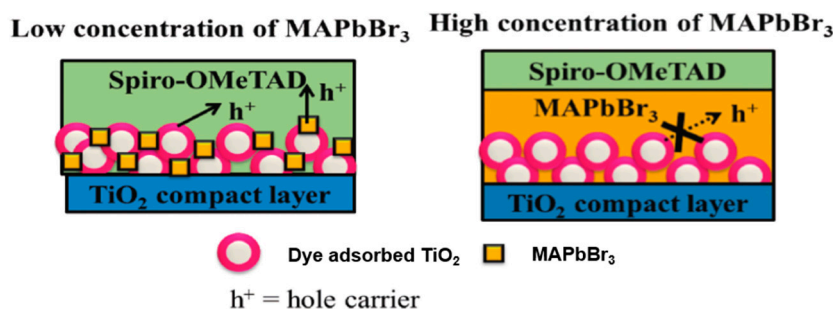 Low concentration of MAPbBr₃
High concentration of MAPbBr₃
Spiro-OMeTAD
h⁺
h⁺
TiO₂ compact layer
Spiro-OMeTAD
MAPbBr₃
h⁺
TiO₂ compact layer
Dye adsorbed TiO₂
MAPbBr₃
h⁺ = hole carrier